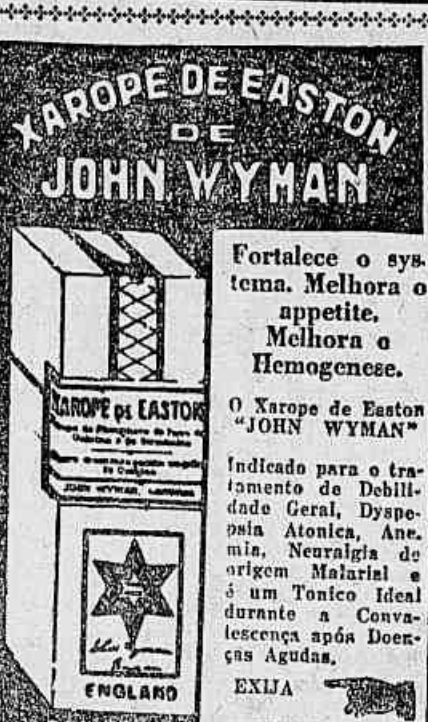 XAROPE DE EASTON
DE
JOHN WYMAN
Fortalece o sys-
tema. Melhora o
appetite.
Melhora o
Hemogenese.
O Xarope de Easton
"JOHN WYMAN"
Indicado para o tra-
tamento de Debili-
dade Geral, Dyspe-
psia Atonica, Ane-
mia, Neuralgia de
origem Malarial e
é um Tonico Ideal
durante a Conva-
lescença após Doen-
ças Agudas.
EXIJA
XAROPE DE EASTON
JOHN WYMAN,
ENGLAND